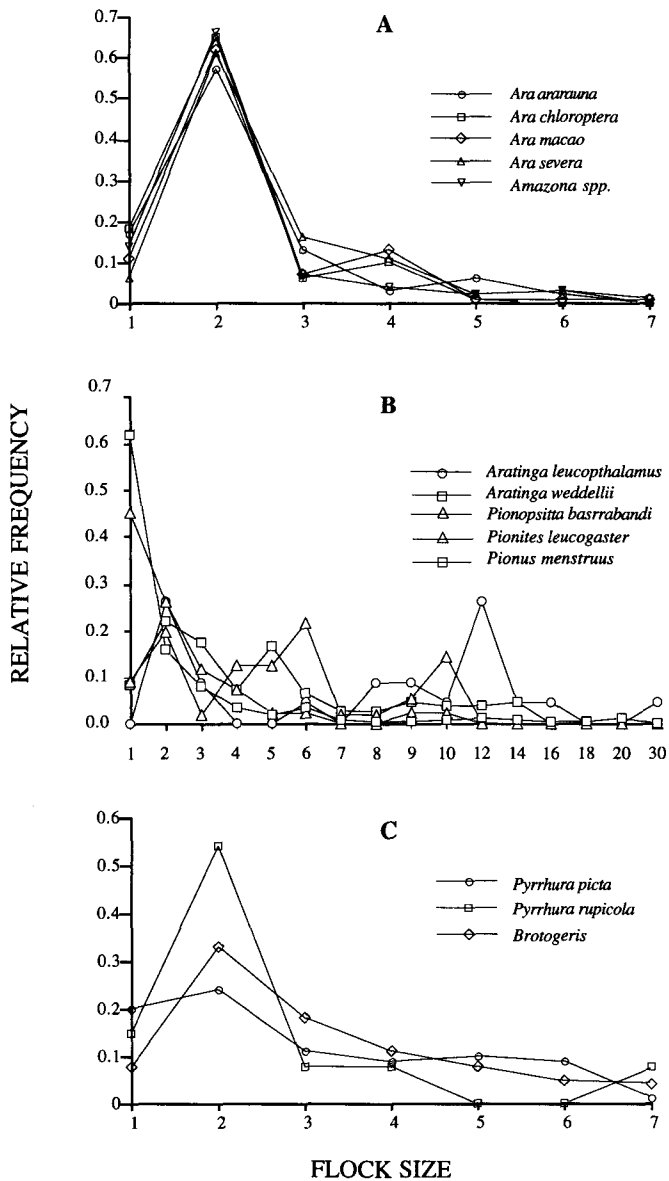 RELATIVE FREQUENCY
A
0.7
0.6
0.5
0.4
0.3
0.2
0.1
0
1 2 3 4 5 6 7
Ara ararauna
Ara chloroptera
Ara macao
Ara severa
Amazona spp.
B
0.7
0.6
0.5
0.4
0.3
0.2
0.1
0.0
1 2 3 4 5 6 7 8 9 10 12 14 16 18 20 30
Aratinga leucopthalamus
Aratinga weddellii
Pionopsitta basrrabandi
Pionites leucogaster
Pionus menstruus
C
0.6
0.5
0.4
0.3
0.2
0.1
0
1 2 3 4 5 6 7
Pyrrhura picta
Pyrrhura rupicola
Brotogeris
FLOCK SIZE